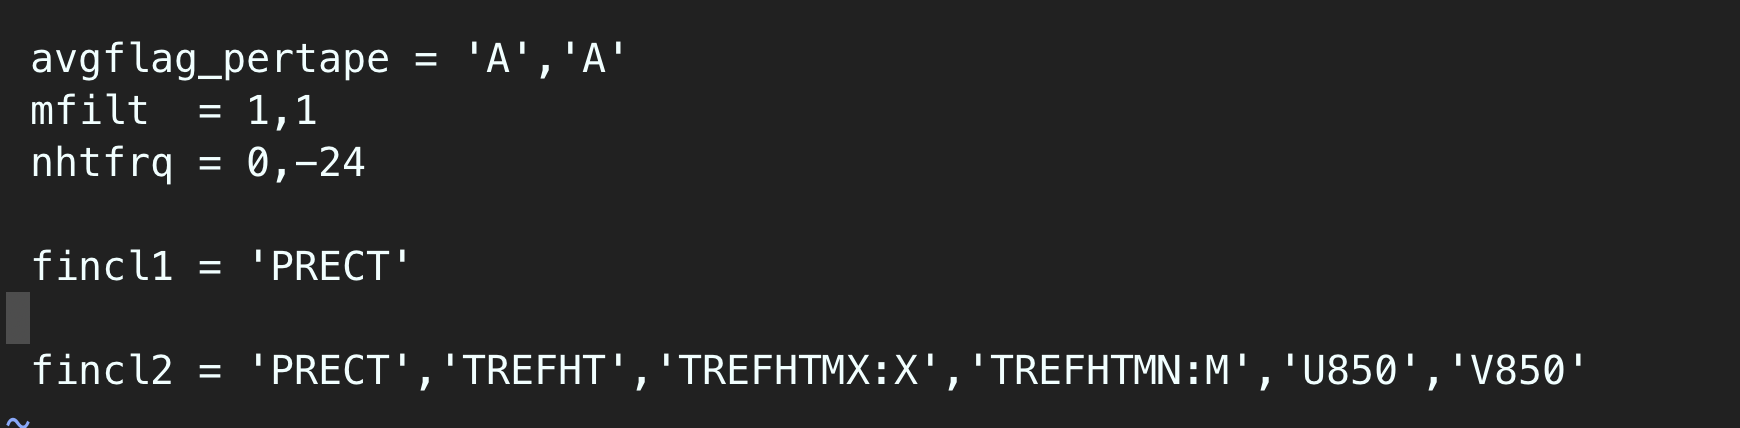 avgflag_pertape = 'A','A'
mfilt  = 1,1
nhtfrq = 0,-24
fincl1 = 'PRECT'
fincl2 = 'PRECT','TREFHT','TREFHTMX:X','TREFHTMN:M','U850','V850'
~